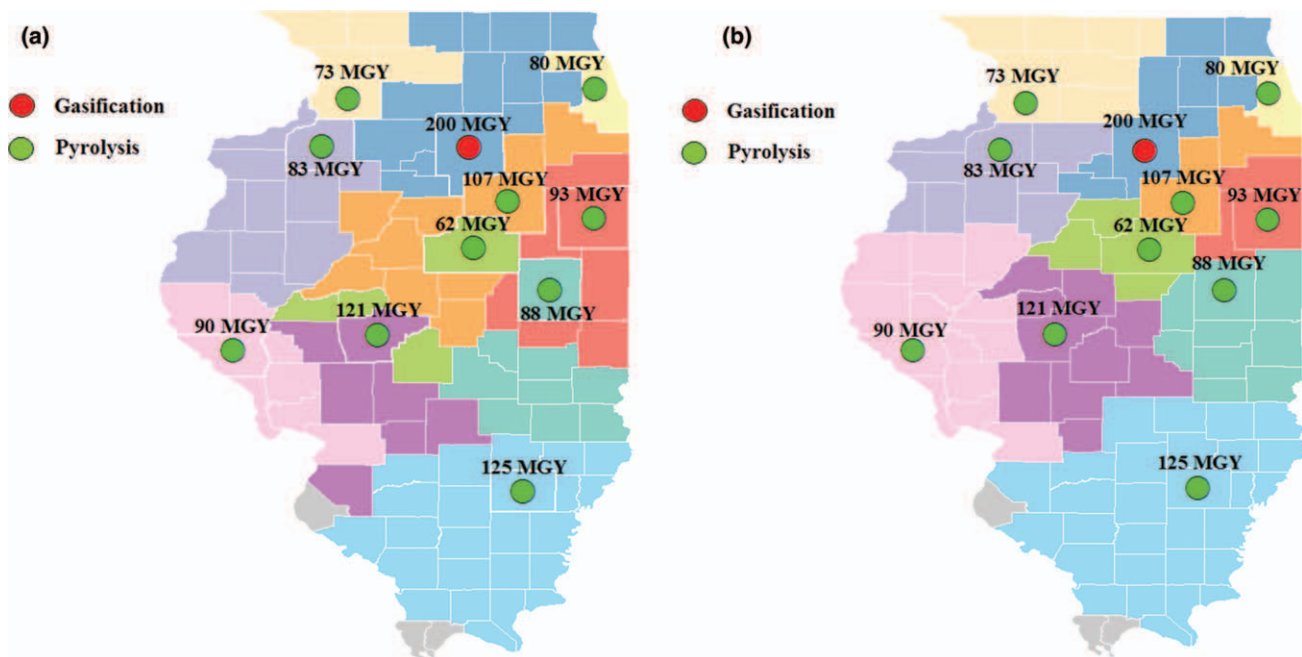 (a)
Gasification
Pyrolysis
73 MGY
80 MGY
200 MGY
83 MGY
107 MGY
93 MGY
62 MGY
88 MGY
121 MGY
90 MGY
125 MGY
(b)
Gasification
Pyrolysis
73 MGY
80 MGY
200 MGY
83 MGY
107 MGY
93 MGY
62 MGY
88 MGY
121 MGY
90 MGY
125 MGY